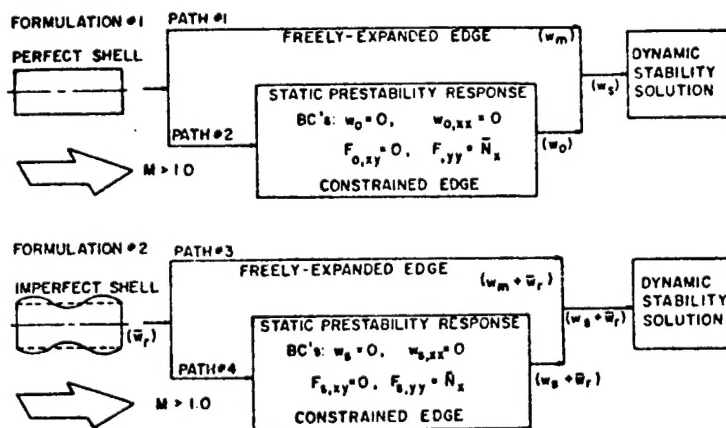 FORMULATION #1
PATH #1
FREELY-EXPANDED EDGE
(w_m)
PERFECT SHELL
DYNAMIC
STABILITY
SOLUTION
(w_s)
STATIC PRESTABILITY RESPONSE
BC's: w_o = 0, w_o,xx = 0
PATH #2
F_o,xy = 0, F,yy = N̄_x
(w_o)
CONSTRAINED EDGE
M > 1.0
FORMULATION #2
PATH #3
FREELY-EXPANDED EDGE
(w_m + w̄_r)
IMPERFECT SHELL
DYNAMIC
STABILITY
SOLUTION
(w̄_r)
(w_s + w̄_r)
STATIC PRESTABILITY RESPONSE
BC's: w_s = 0, w_s,xx = 0
PATH #4
F_s,xy = 0, F_s,yy = N̄_x
(w_s + w̄_r)
CONSTRAINED EDGE
M > 1.0